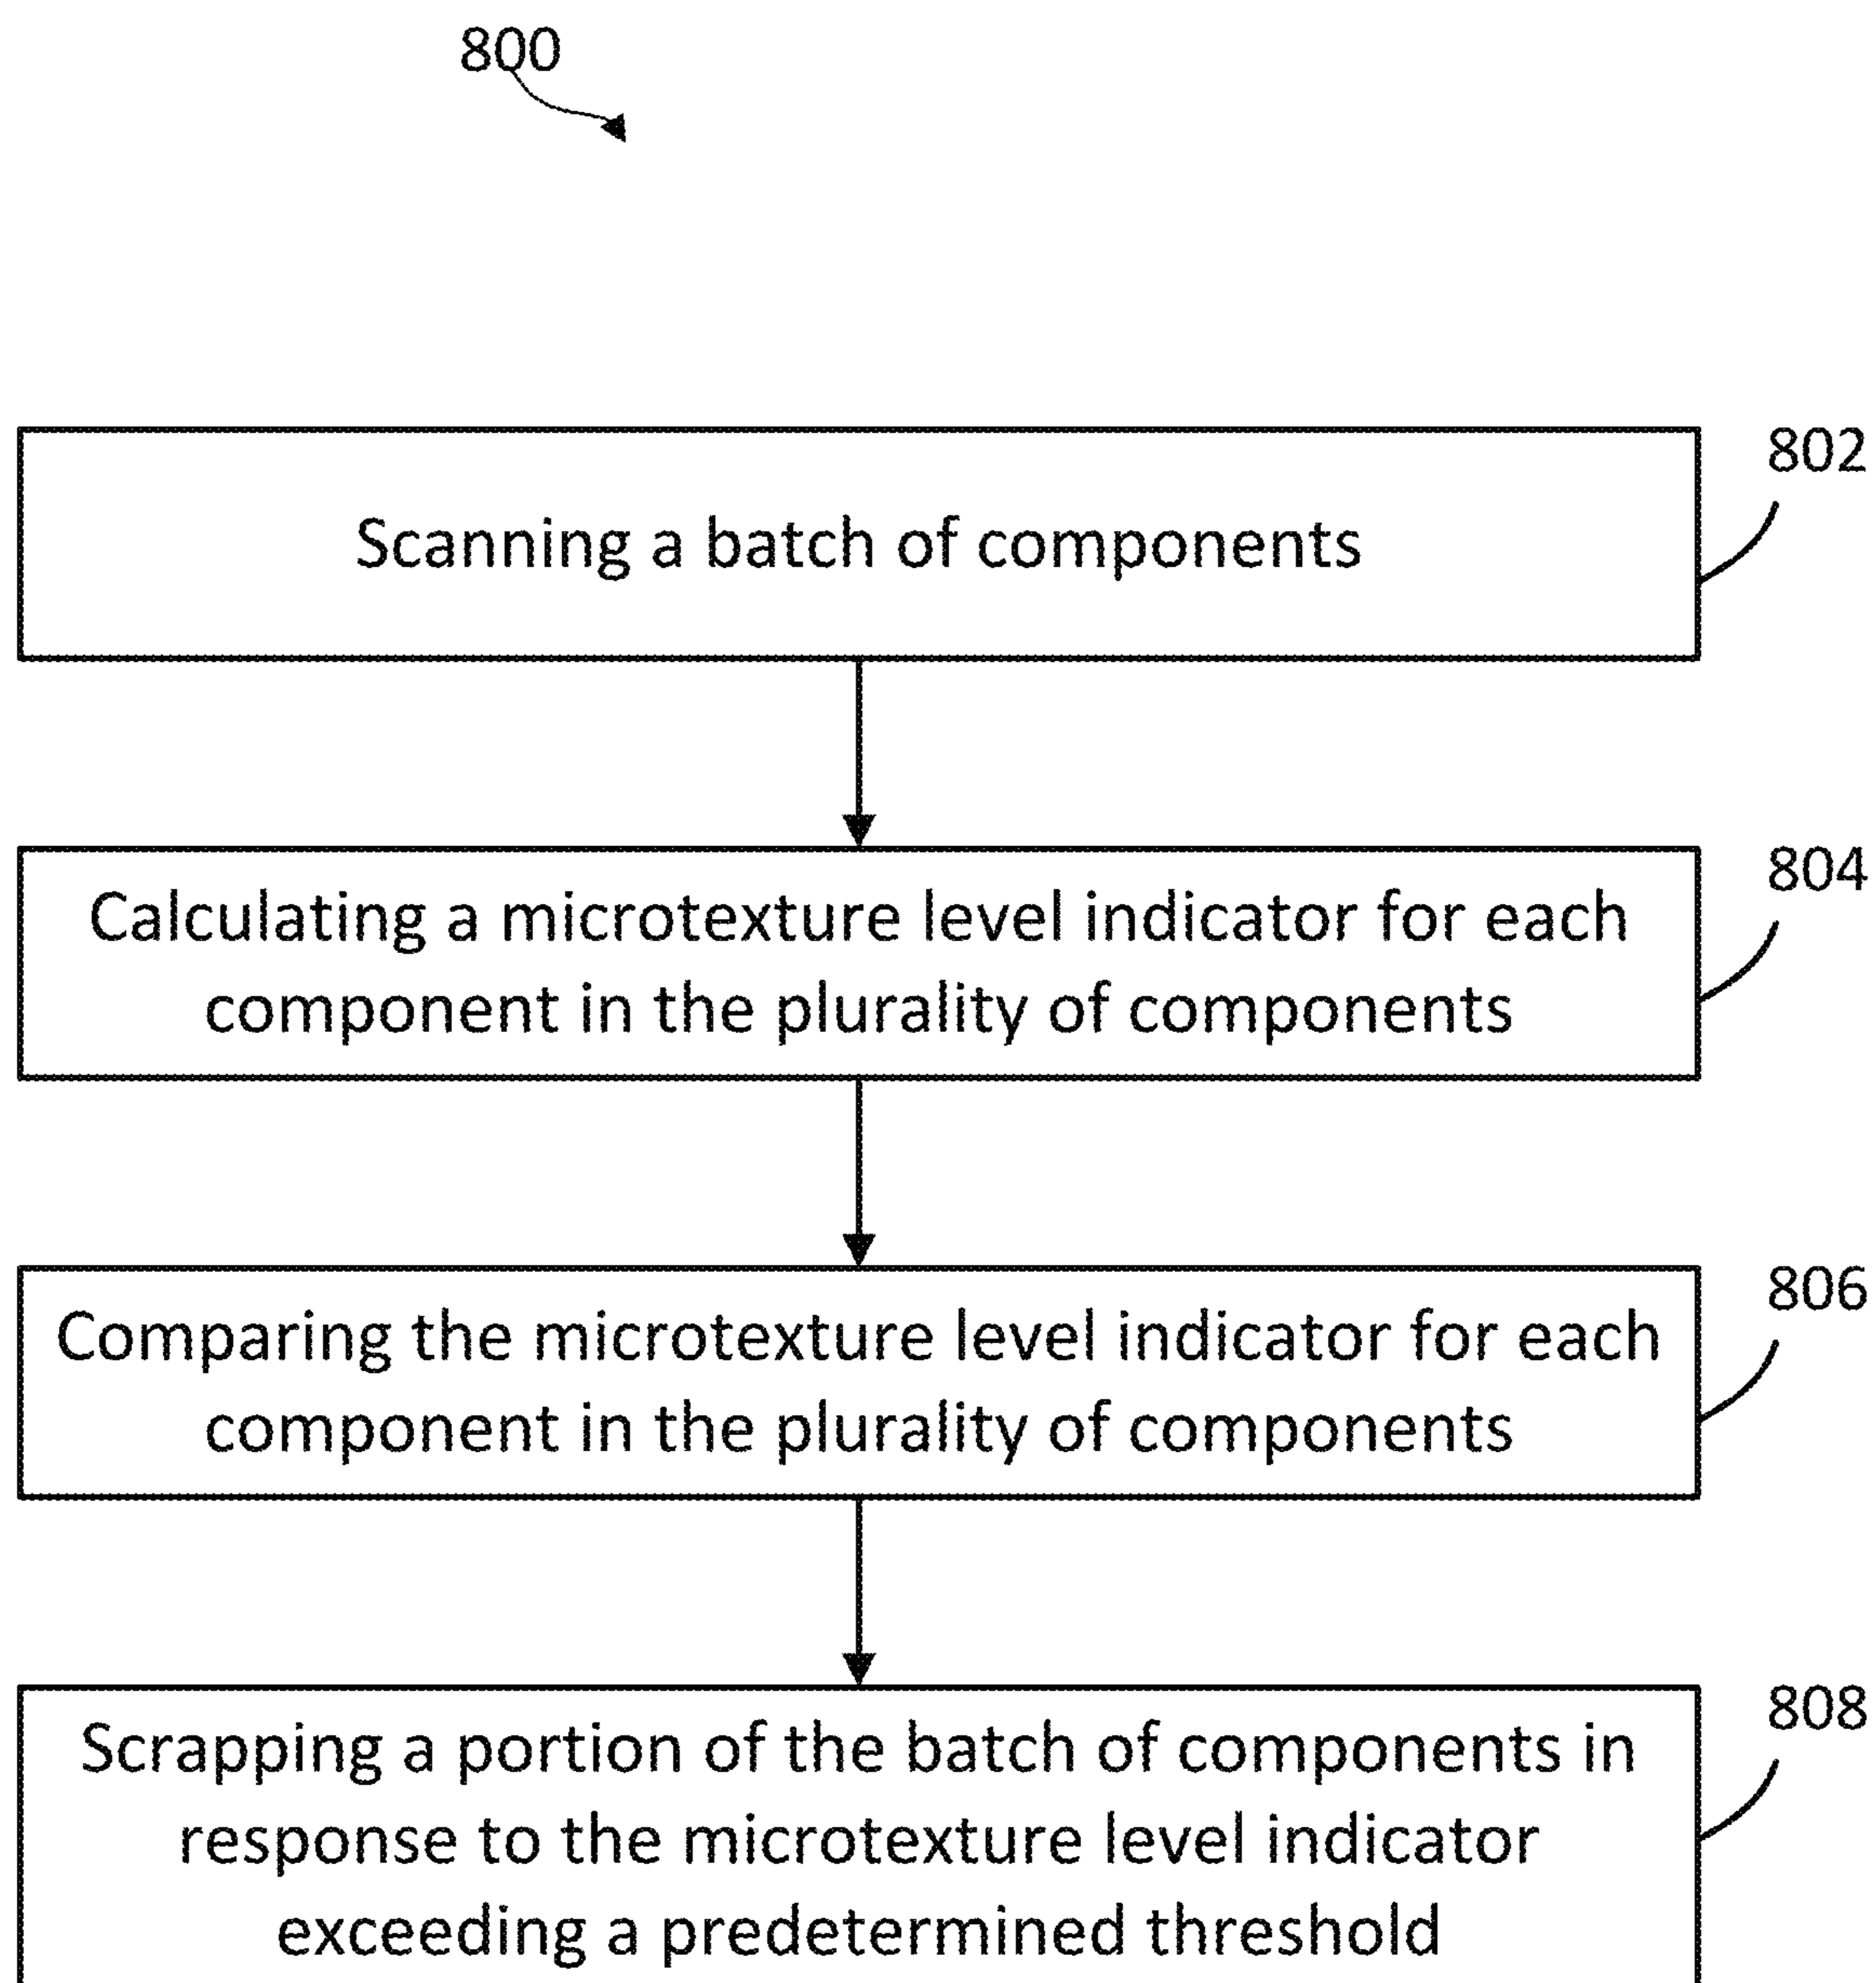 800
802
Scanning a batch of components
804
Calculating a microtexture level indicator for each
component in the plurality of components
806
Comparing the microtexture level indicator for each
component in the plurality of components
808
Scrapping a portion of the batch of components in
response to the microtexture level indicator
exceeding a predetermined threshold